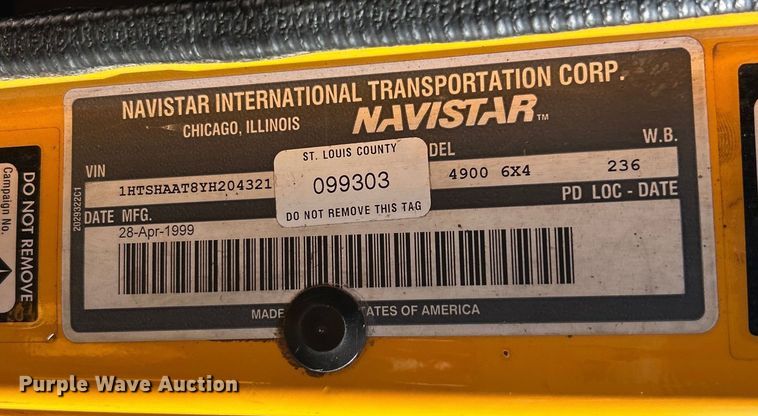 NAVISTAR INTERNATIONAL TRANSPORTATION CORP.
CHICAGO, ILLINOIS NAVISTAR TM
VIN DEL W.B.
1HTSHAAT8YH204321 4900 6X4 236
ST. LOUIS COUNTY
099303
DO NOT REMOVE THIS TAG
DATE MFG. PD LOC - DATE
28-Apr-1999
MADE ATES OF AMERICA
2029322C1
DO NOT REMOVE
Campaign No.
Purple Wave Auction